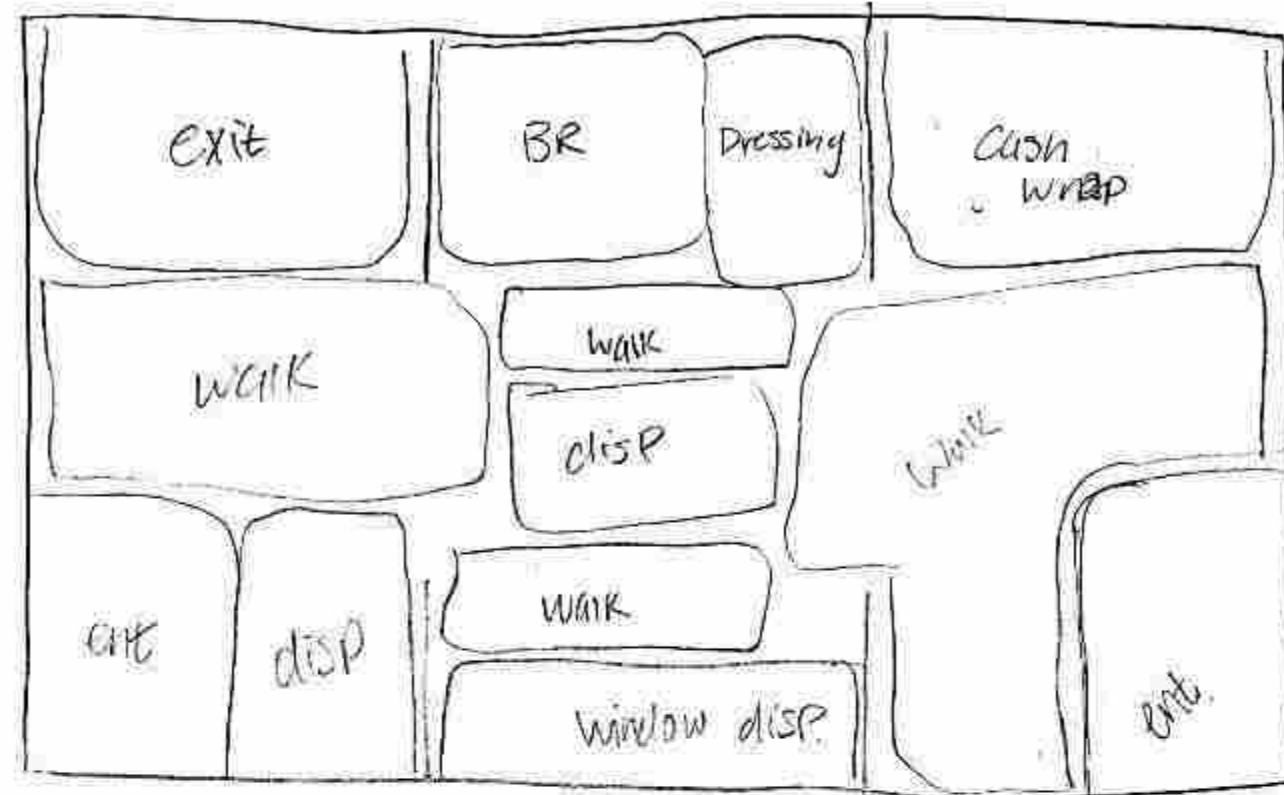 exit
BR
Dressing
Cash
wrap
walk
walk
disp
walk
walk
ent
disp
window disp.
ent.